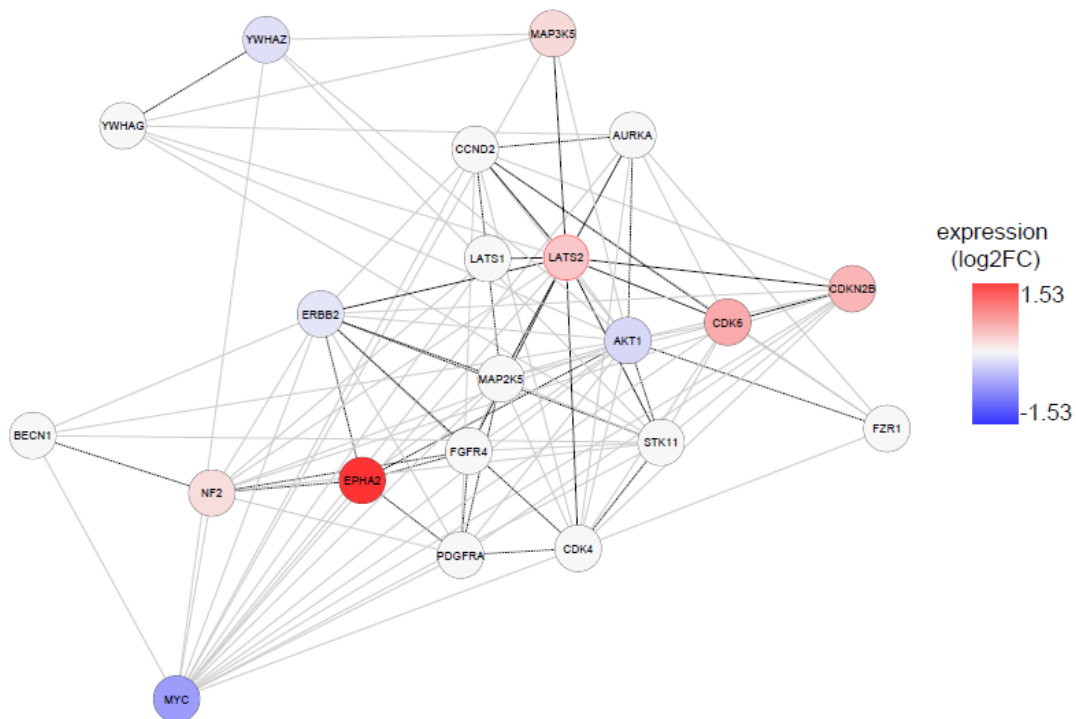 YWHAZ
MAP3K5
YWHAG
CCND2
AURKA
LATS1
LATS2
CDKN2B
ERBB2
CDK6
AKT1
MAP2K5
BECN1
FGFR4
STK11
FZR1
NF2
EPHA2
PDGFRA
CDK4
MYC
expression
(log2FC)
1.53
-1.53